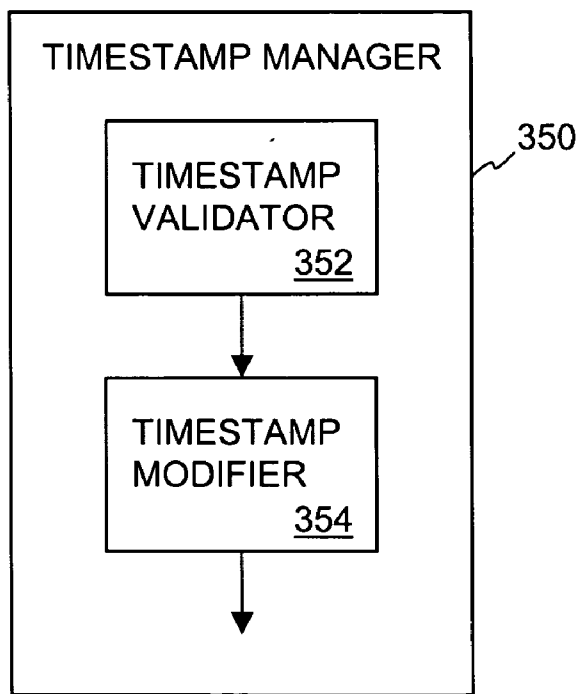 TIMESTAMP MANAGER
350
TIMESTAMP
VALIDATOR
352
TIMESTAMP
MODIFIER
354